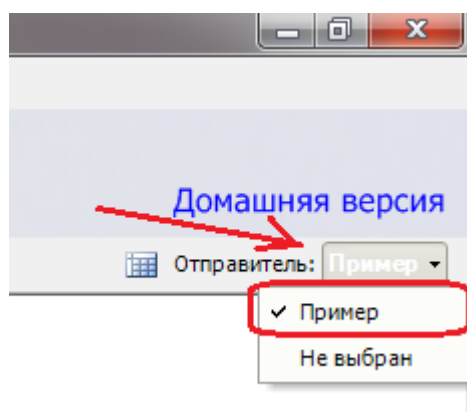 Домашняя версия
Отправитель: Пример
Пример
Не выбран